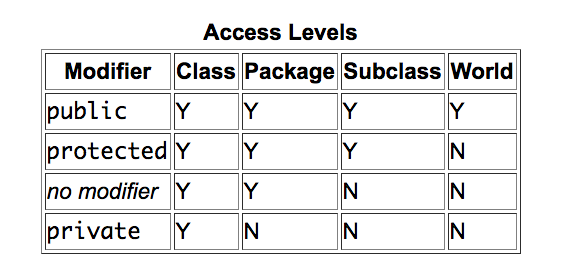 Access Levels
Modifier Class Package Subclass World
public Y Y Y Y
protected Y Y Y N
no modifier Y Y N N
private Y N N N